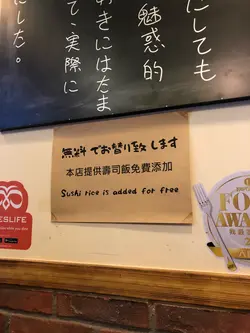 にしても
魅惑的
おきにはたま
て、実際に
にした。
無料でお替り致します
本店提供壽司飯免費添加
Sushi rice is added for free
ESLIFE
FOO
AWA